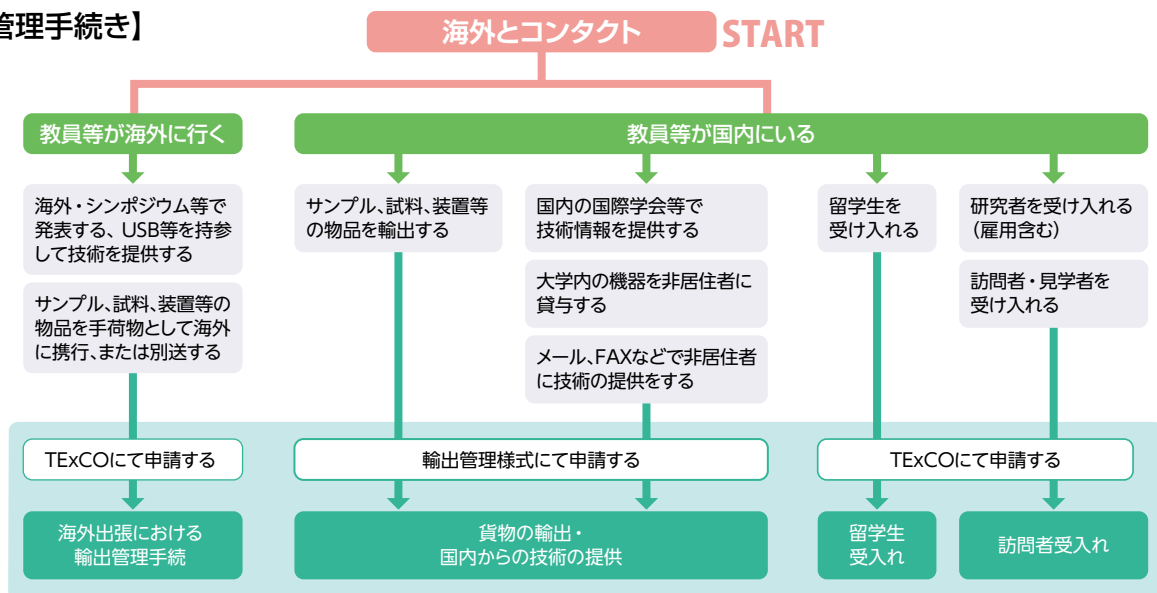 管理手続き】
海外とコンタクト START
教員等が海外に行く
教員等が国内にいる
海外・シンポジウム等で
発表する、USB等を持参
して技術を提供する
サンプル、試料、装置等の
物品を手荷物として海外
に携行、または別送する
サンプル、試料、装置等
の物品を輸出する
国内の国際学会等で
技術情報を提供する
大学内の機器を非居住者に
貸与する
メール、FAXなどで非居住者
に技術の提供をする
留学生を
受け入れる
研究者を受け入れる
（雇用含む）
訪問者・見学者を
受け入れる
TExCOにて申請する
輸出管理様式にて申請する
TExCOにて申請する
海外出張における
輸出管理手続
貨物の輸出・
国内からの技術の提供
留学生
受入れ
訪問者受入れ